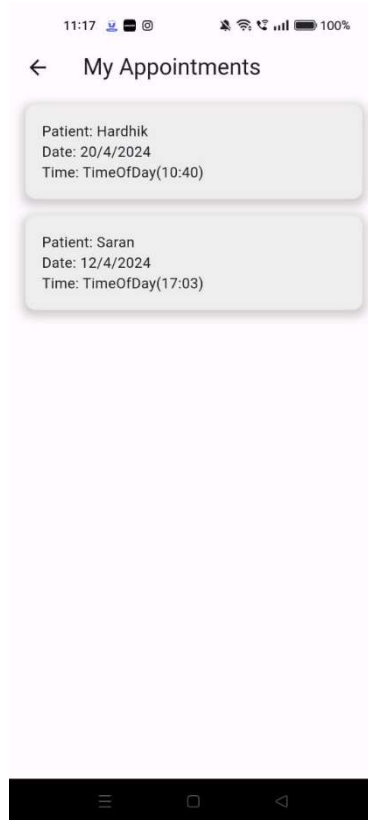 11:17 100%
My Appointments
Patient: Hardhik
Date: 20/4/2024
Time: TimeOfDay(10:40)
Patient: Saran
Date: 12/4/2024
Time: TimeOfDay(17:03)